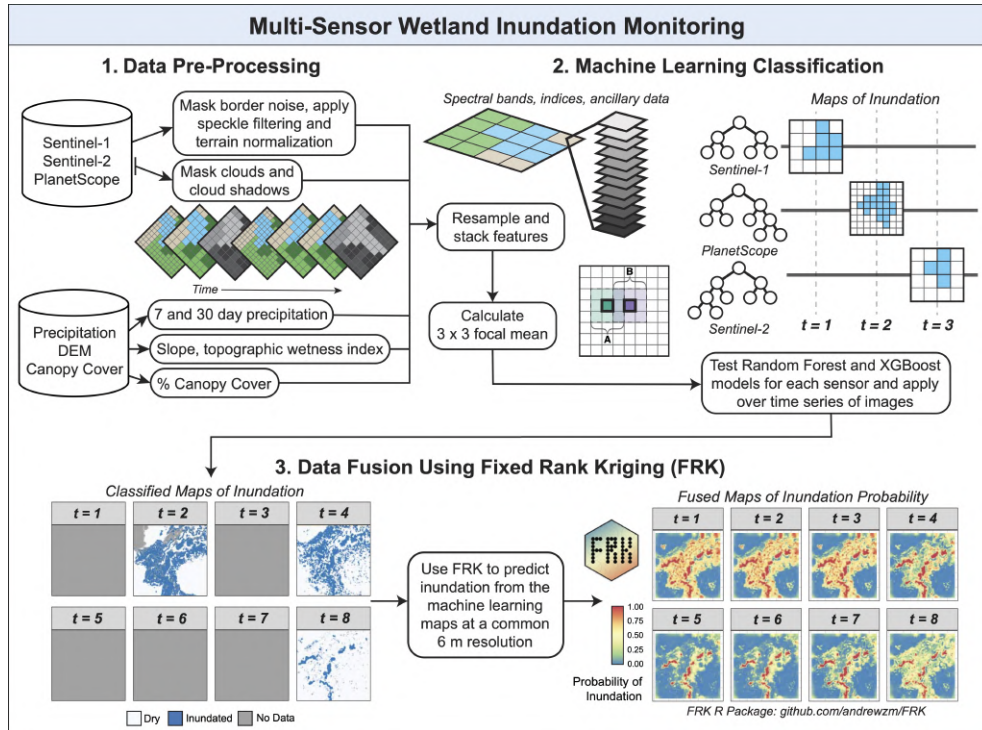 Multi-Sensor Wetland Inundation Monitoring
1. Data Pre-Processing
Sentinel-1
Sentinel-2
PlanetScope
Mask border noise, apply
speckle filtering and
terrain normalization
Mask clouds and
cloud shadows
Time
Precipitation
DEM
Canopy Cover
7 and 30 day precipitation
Slope, topographic wetness index
% Canopy Cover
Resample and
stack features
Calculate
3 x 3 focal mean
2. Machine Learning Classification
Spectral bands, indices, ancillary data
B
A
Maps of Inundation
Sentinel-1
PlanetScope
Sentinel-2
t = 1
t = 2
t = 3
Test Random Forest and XGBoost
models for each sensor and apply
over time series of images
3. Data Fusion Using Fixed Rank Kriging (FRK)
Classified Maps of Inundation
t = 1
t = 2
t = 3
t = 4
t = 5
t = 6
t = 7
t = 8
Dry
Inundated
No Data
Use FRK to predict
inundation from the
machine learning
maps at a common
6 m resolution
FRK
Fused Maps of Inundation Probability
t = 1
t = 2
t = 3
t = 4
t = 5
t = 6
t = 7
t = 8
1.00
0.75
0.50
0.25
0.00
Probability of
Inundation
FRK R Package: github.com/andrewzm/FRK